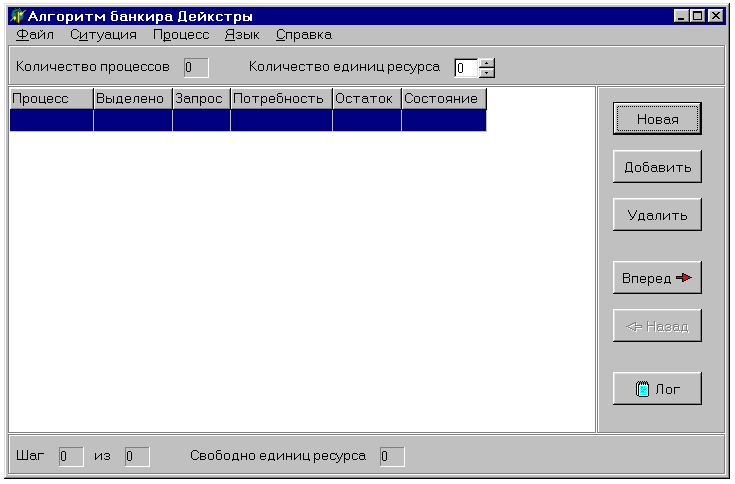 Алгоритм банкира Дейкстры
Файл Ситуация Процесс Язык Справка
Количество процессов 0 Количество единиц ресурса 0
Процесс Выделено Запрос Потребность Остаток Состояние
Новая
Добавить
Удалить
Вперед
Назад
Лог
Шаг 0 из 0 Свободно единиц ресурса 0